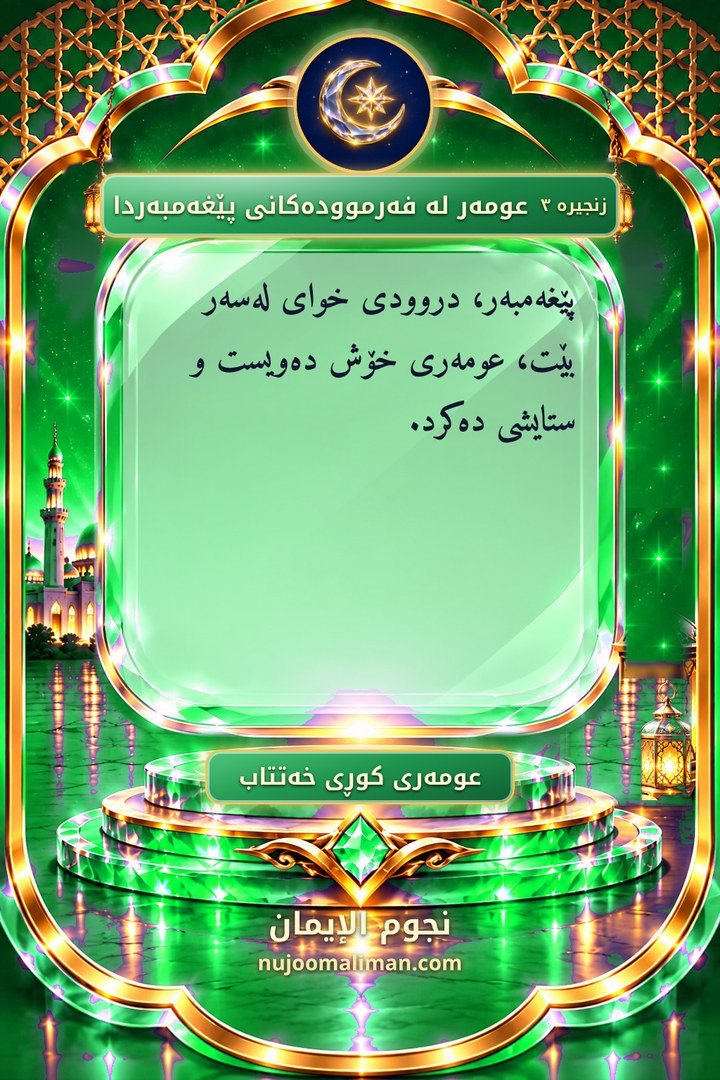 زنجیرە ٣ عومەر لە فەرموودەکانی پێغەمبەردا
پێغەمبەر، دروودی خوای لەسەر
بێت، عومەری خۆش دەویست و
ستایشی دەکرد.
عومەری کوڕی خەتتاب
نجوم الإيمان
nujoomaliman.com